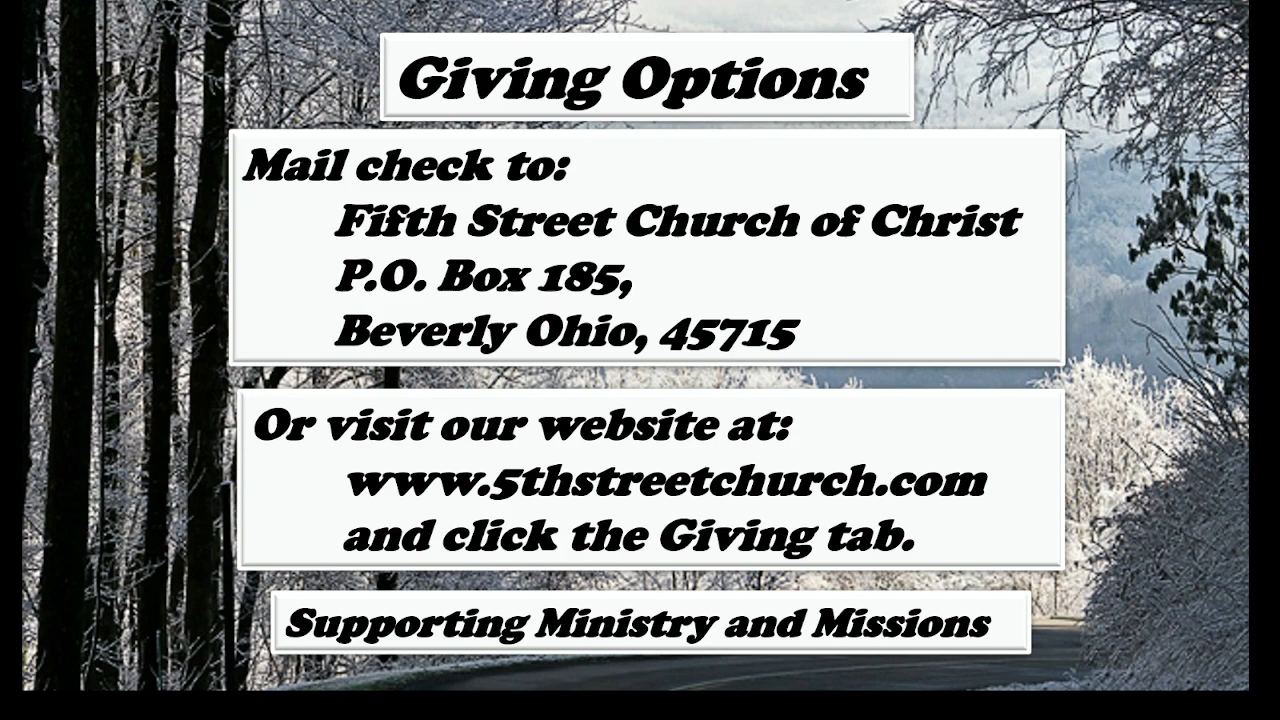 Giving Options
Mail check to:
Fifth Street Church of Christ
P.O. Box 185,
Beverly Ohio, 45715
Or visit our website at:
www.5thstreetchurch.com
and click the Giving tab.
Supporting Ministry and Missions